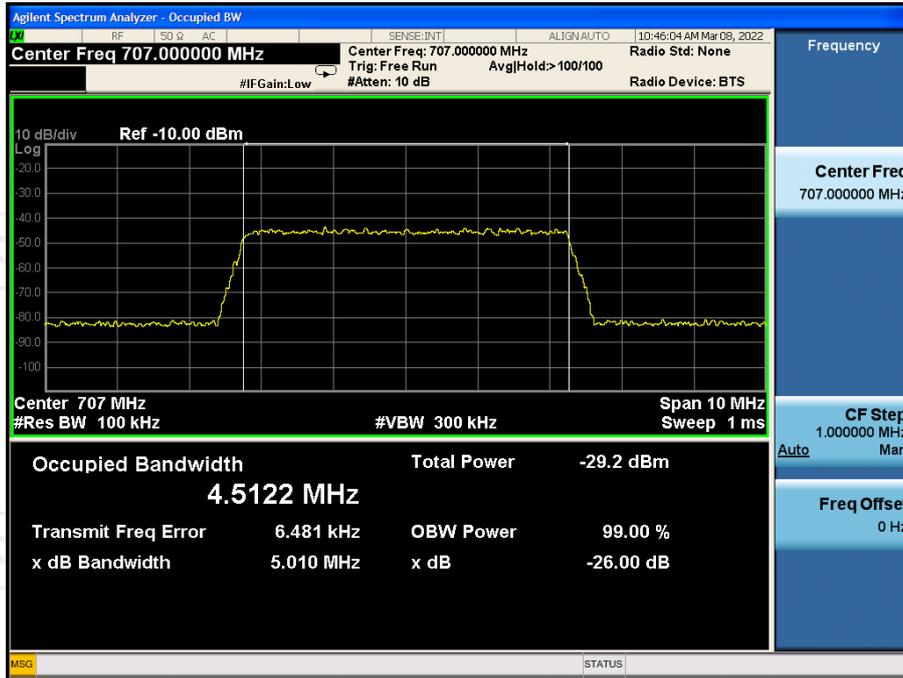 Agilent Spectrum Analyzer - Occupied BW
LXI RF 50 Ω AC SENSE:INT ALIGN AUTO 10:46:04 AM Mar 08, 2022
Center Freq 707.000000 MHz
Center Freq: 707.000000 MHz
Radio Std: None
Trig: Free Run Avg|Hold:>100/100
#IFGain:Low
#Atten: 10 dB
Radio Device: BTS
10 dB/div Ref -10.00 dBm
Log
-20.0
-30.0
-40.0
-50.0
-60.0
-70.0
-80.0
-90.0
-100
Center 707 MHz Span 10 MHz
#Res BW 100 kHz #VBW 300 kHz Sweep 1 ms
Occupied Bandwidth Total Power -29.2 dBm
4.5122 MHz
Transmit Freq Error 6.481 kHz OBW Power 99.00 %
x dB Bandwidth 5.010 MHz x dB -26.00 dB
MSG STATUS
Frequency
Center Freq
707.000000 MHz
CF Step
1.000000 MHz
Auto Man
Freq Offset
0 Hz